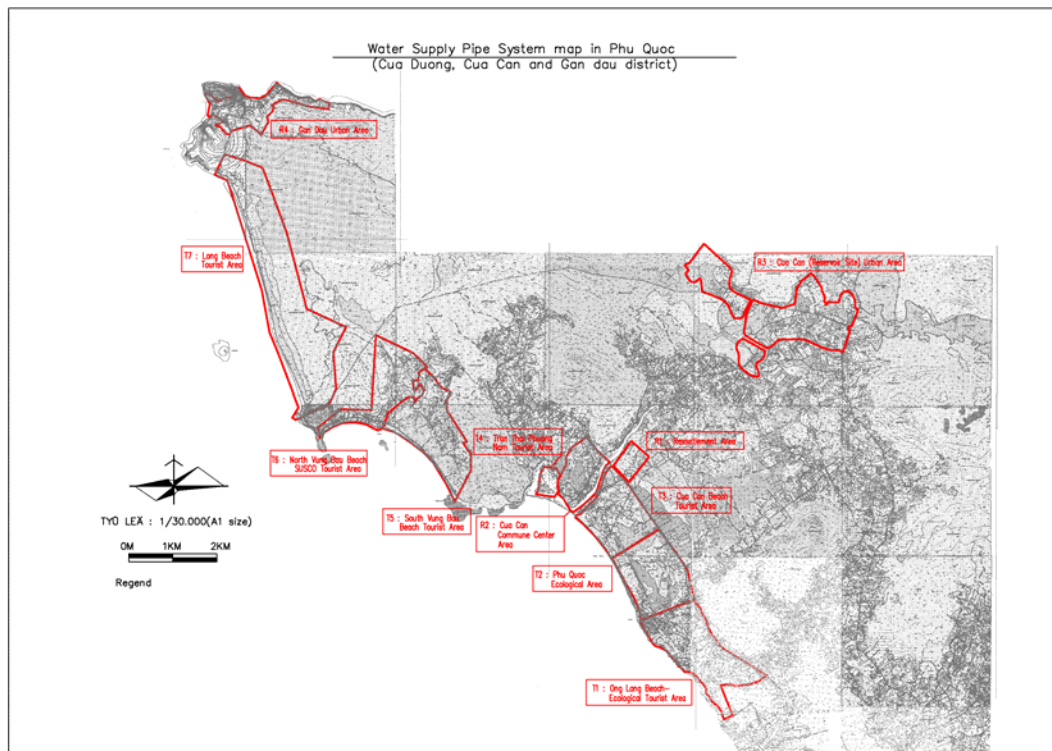 Water Supply Pipe System map in Phu Quoc
(Cua Duong, Cua Can and Gan dau district)
R4 : Gan Dau Urban Area
T7 : Long Beach
Tourist Area
R3 : Cua Can (Reservoir Site) Urban Area
T6 : North Vung Bau Beach
SUSCO Tourist Area
T5 : South Vung Bau
Beach Tourist Area
14 : Tran Thai
Nam Tourist Area
R1 : Resettlement Area
T3 : Cua Can Beach
Tourist Area
R2 : Cua Can
Commune Center
Area
T2 : Phu Quoc
Ecological Area
T1 : Ong Lang Beach-
Ecological Tourist Area
TYÛ LEÄ : 1/30.000(A1 size)
0M 1KM 2KM
Regend